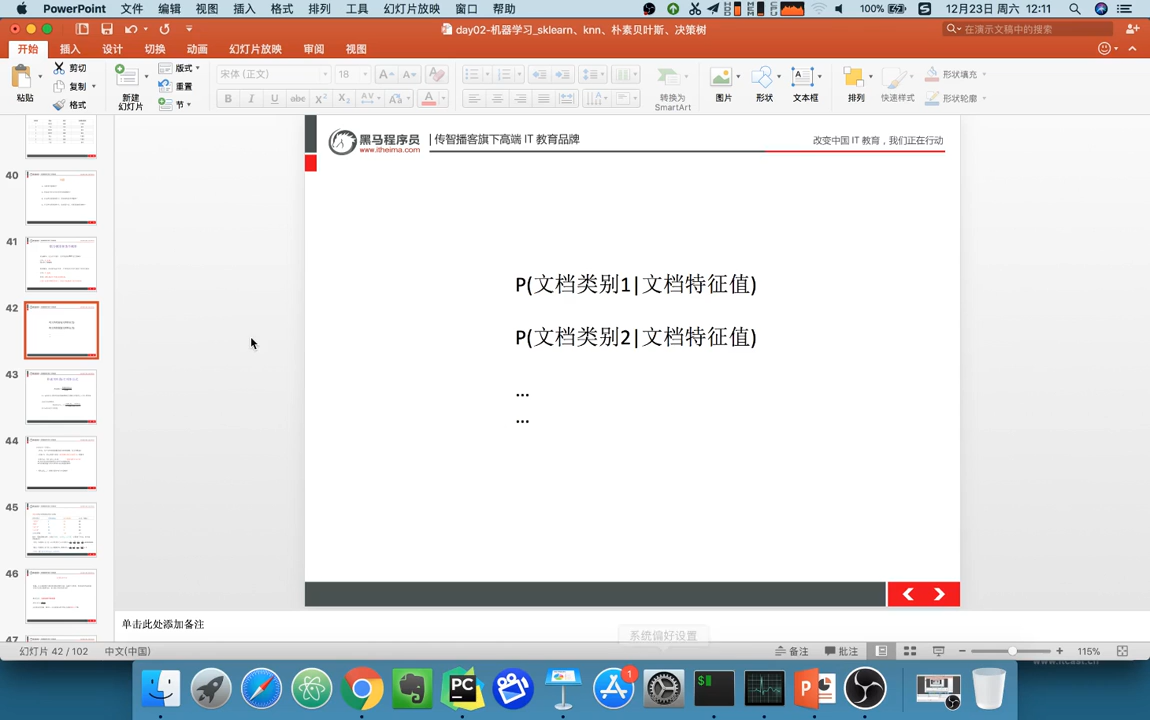 PowerPoint 文件 编辑 视图 插入 格式 排列 工具 幻灯片放映 窗口 帮助 100% 12月23日 周六 12:11
day02-机器学习_sklearn、knn、朴素贝叶斯、决策树
在演示文稿中的搜索
开始 插入 设计 切换 动画 幻灯片放映 审阅 视图
粘贴 剪切 复制 格式
新建幻灯片 版式 重置 节
宋体 (正文) 18
转换为 SmartArt
图片 形状 文本框 排列 快速样式 形状填充 形状轮廓
黑马程序员
www.itheima.com
传智播客旗下高端 IT 教育品牌
改变中国 IT 教育，我们正在行动
P(文档类别1|文档特征值)
P(文档类别2|文档特征值)
...
...
40
41
42
43
44
45
46
47
单击此处添加备注
系统偏好设置
幻灯片 42 / 102 中文(中国) 备注 批注 115%
www.itcast.cn
PC
1